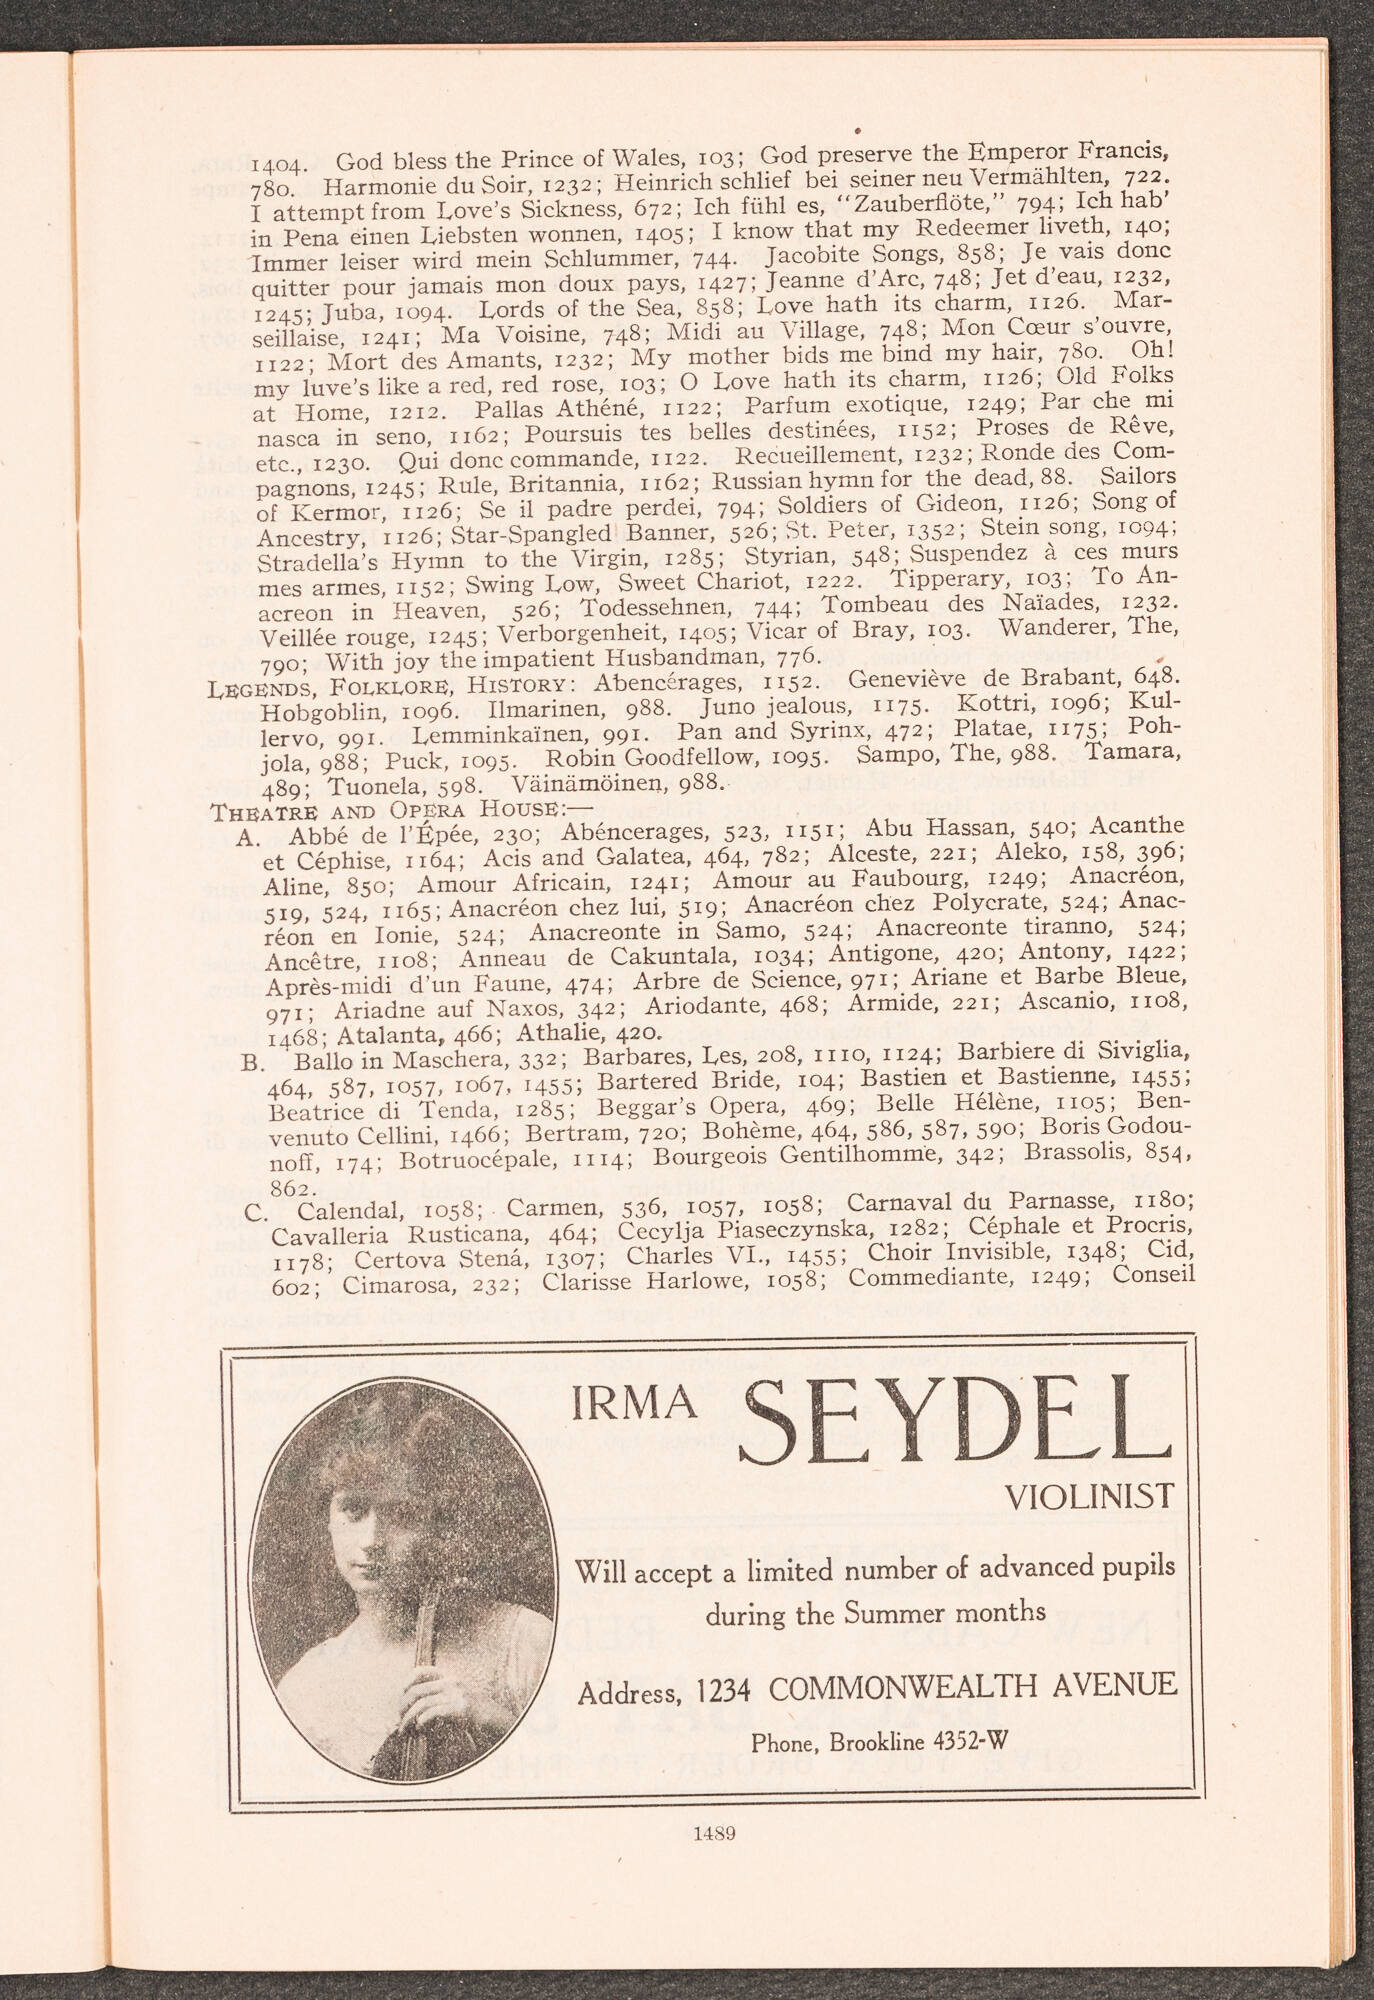 1404. God bless the Prince of Wales, 103; God preserve the Emperor Francis,
780. Harmonie du Soir, 1232; Heinrich schlief bei seiner neu Vermählten, 722.
I attempt from Love's Sickness, 672; Ich fühl es, "Zauberflöte," 794; Ich hab'
in Pena einen Liebsten wonnen, 1405; I know that my Redeemer liveth, 140;
Immer leiser wird mein Schlummer, 744. Jacobite Songs, 858; Je vais donc
quitter pour jamais mon doux pays, 1427; Jeanne d'Arc, 748; Jet d'eau, 1232,
1245; Juba, 1094. Lords of the Sea, 858; Love hath its charm, 1126. Mar-
seillaise, 1241; Ma Voisine, 748; Midi au Village, 748; Mon Cœur s'ouvre,
1122; Mort des Amants, 1232; My mother bids me bind my hair, 780. Oh!
my luve's like a red, red rose, 103; O Love hath its charm, 1126; Old Folks
at Home, 1212. Pallas Athéné, 1122; Parfum exotique, 1249; Par che mi
nasca in seno, 1162; Poursuis tes belles destinées, 1152; Proses de Rêve,
etc., 1230. Qui donc commande, 1122. Recueillement, 1232; Ronde des Com-
pagnons, 1245; Rule, Britannia, 1162; Russian hymn for the dead, 88. Sailors
of Kermor, 1126; Se il padre perdei, 794; Soldiers of Gideon, 1126; Song of
Ancestry, 1126; Star-Spangled Banner, 526; St. Peter, 1352; Stein song, 1094;
Stradella's Hymn to the Virgin, 1285; Styrian, 548; Suspendez à ces murs
mes armes, 1152; Swing Low, Sweet Chariot, 1222. Tipperary, 103; To An-
acreon in Heaven, 526; Todessehnen, 744; Tombeau des Naïades, 1232.
Veillée rouge, 1245; Verborgenheit, 1405; Vicar of Bray, 103. Wanderer, The,
790; With joy the impatient Husbandman, 776.
LEGENDS, FOLKLORE, HISTORY: Abencérages, 1152. Geneviève de Brabant, 648.
Hobgoblin, 1096. Ilmarinen, 988. Juno jealous, 1175. Kottri, 1096; Kul-
lervo, 991. Lemminkaïnen, 991. Pan and Syrinx, 472; Platae, 1175; Poh-
jola, 988; Puck, 1095. Robin Goodfellow, 1095. Sampo, The, 988. Tamara,
489; Tuonela, 598. Väinämöinen, 988.
THEATRE AND OPERA HOUSE:—
A. Abbé de l'Épée, 230; Abéncerages, 523, 1151; Abu Hassan, 540; Acanthe
et Céphise, 1164; Acis and Galatea, 464, 782; Alceste, 221; Aleko, 158, 396;
Aline, 850; Amour Africain, 1241; Amour au Faubourg, 1249; Anacréon,
519, 524, 1165; Anacréon chez lui, 519; Anacréon chez Polycrate, 524; Anac-
réon en Ionie, 524; Anacreonte in Samo, 524; Anacreonte tiranno, 524;
Ancêtre, 1108; Anneau de Cakuntala, 1034; Antigone, 420; Antony, 1422;
Après-midi d'un Faune, 474; Arbre de Science, 971; Ariane et Barbe Bleue,
971; Ariadne auf Naxos, 342; Ariodante, 468; Armide, 221; Ascanio, 1108,
1468; Atalanta, 466; Athalie, 420.
B. Ballo in Maschera, 332; Barbares, Les, 208, 1110, 1124; Barbiere di Siviglia,
464, 587, 1057, 1067, 1455; Bartered Bride, 104; Bastien et Bastienne, 1455;
Beatrice di Tenda, 1285; Beggar's Opera, 469; Belle Hélène, 1105; Ben-
venuto Cellini, 1466; Bertram, 720; Bohème, 464, 586, 587, 590; Boris Godou-
noff, 174; Botruocépale, 1114; Bourgeois Gentilhomme, 342; Brassolis, 854,
862.
C. Calendal, 1058; Carmen, 536, 1057, 1058; Carnaval du Parnasse, 1180;
Cavalleria Rusticana, 464; Cecylja Piaseczynska, 1282; Céphale et Procris,
1178; Certova Stená, 1307; Charles VI., 1455; Choir Invisible, 1348; Cid,
602; Cimarosa, 232; Clarisse Harlowe, 1058; Commediante, 1249; Conseil
IRMA SEYDEL
VIOLINIST
Will accept a limited number of advanced pupils
during the Summer months
Address, 1234 COMMONWEALTH AVENUE
Phone, Brookline 4352-W
1489